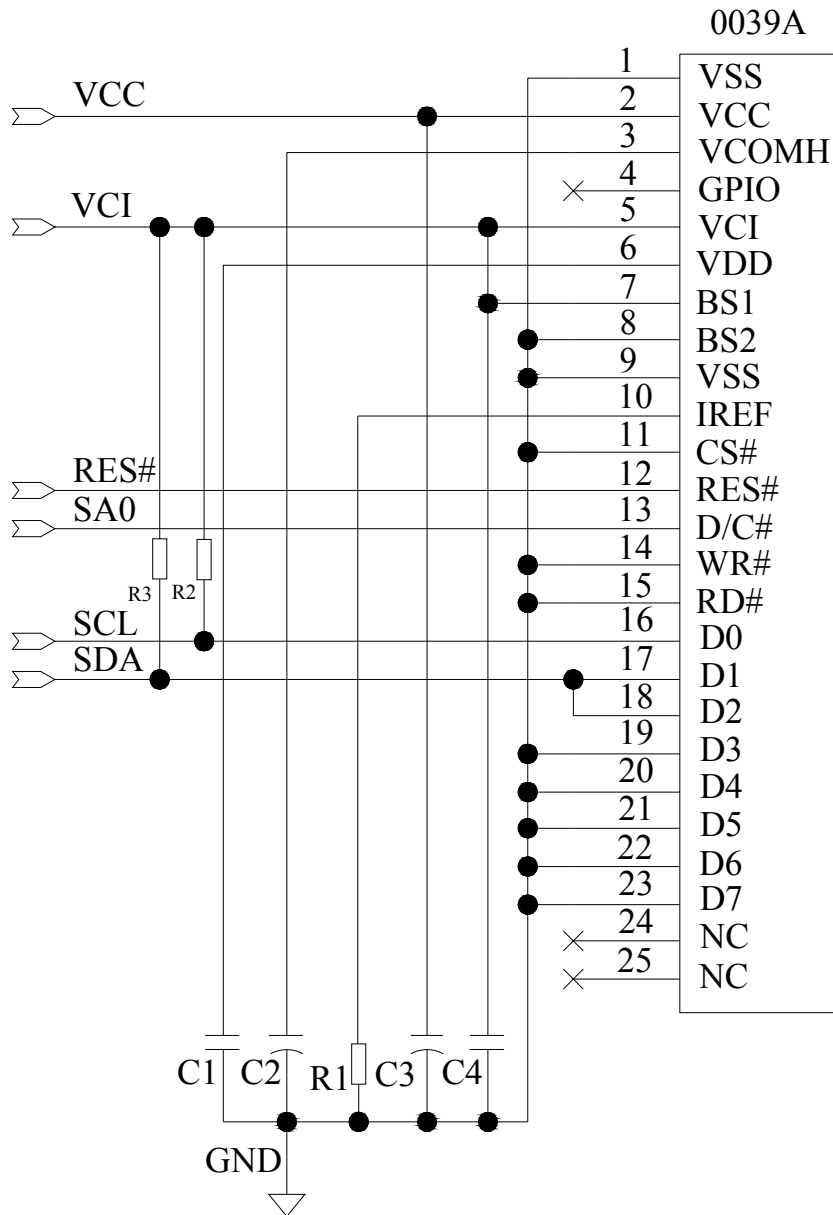 0039A
1 VSS
VCC 2 VCC
3 VCOMH
4 GPIO
VCI 5 VCI
6 VDD
7 BS1
8 BS2
9 VSS
10 IREF
11 CS#
RES# 12 RES#
SA0 13 D/C#
14 WR#
R3 R2 15 RD#
SCL 16 D0
SDA 17 D1
18 D2
19 D3
20 D4
21 D5
22 D6
23 D7
24 NC
25 NC
C1 C2 R1 C3 C4
GND